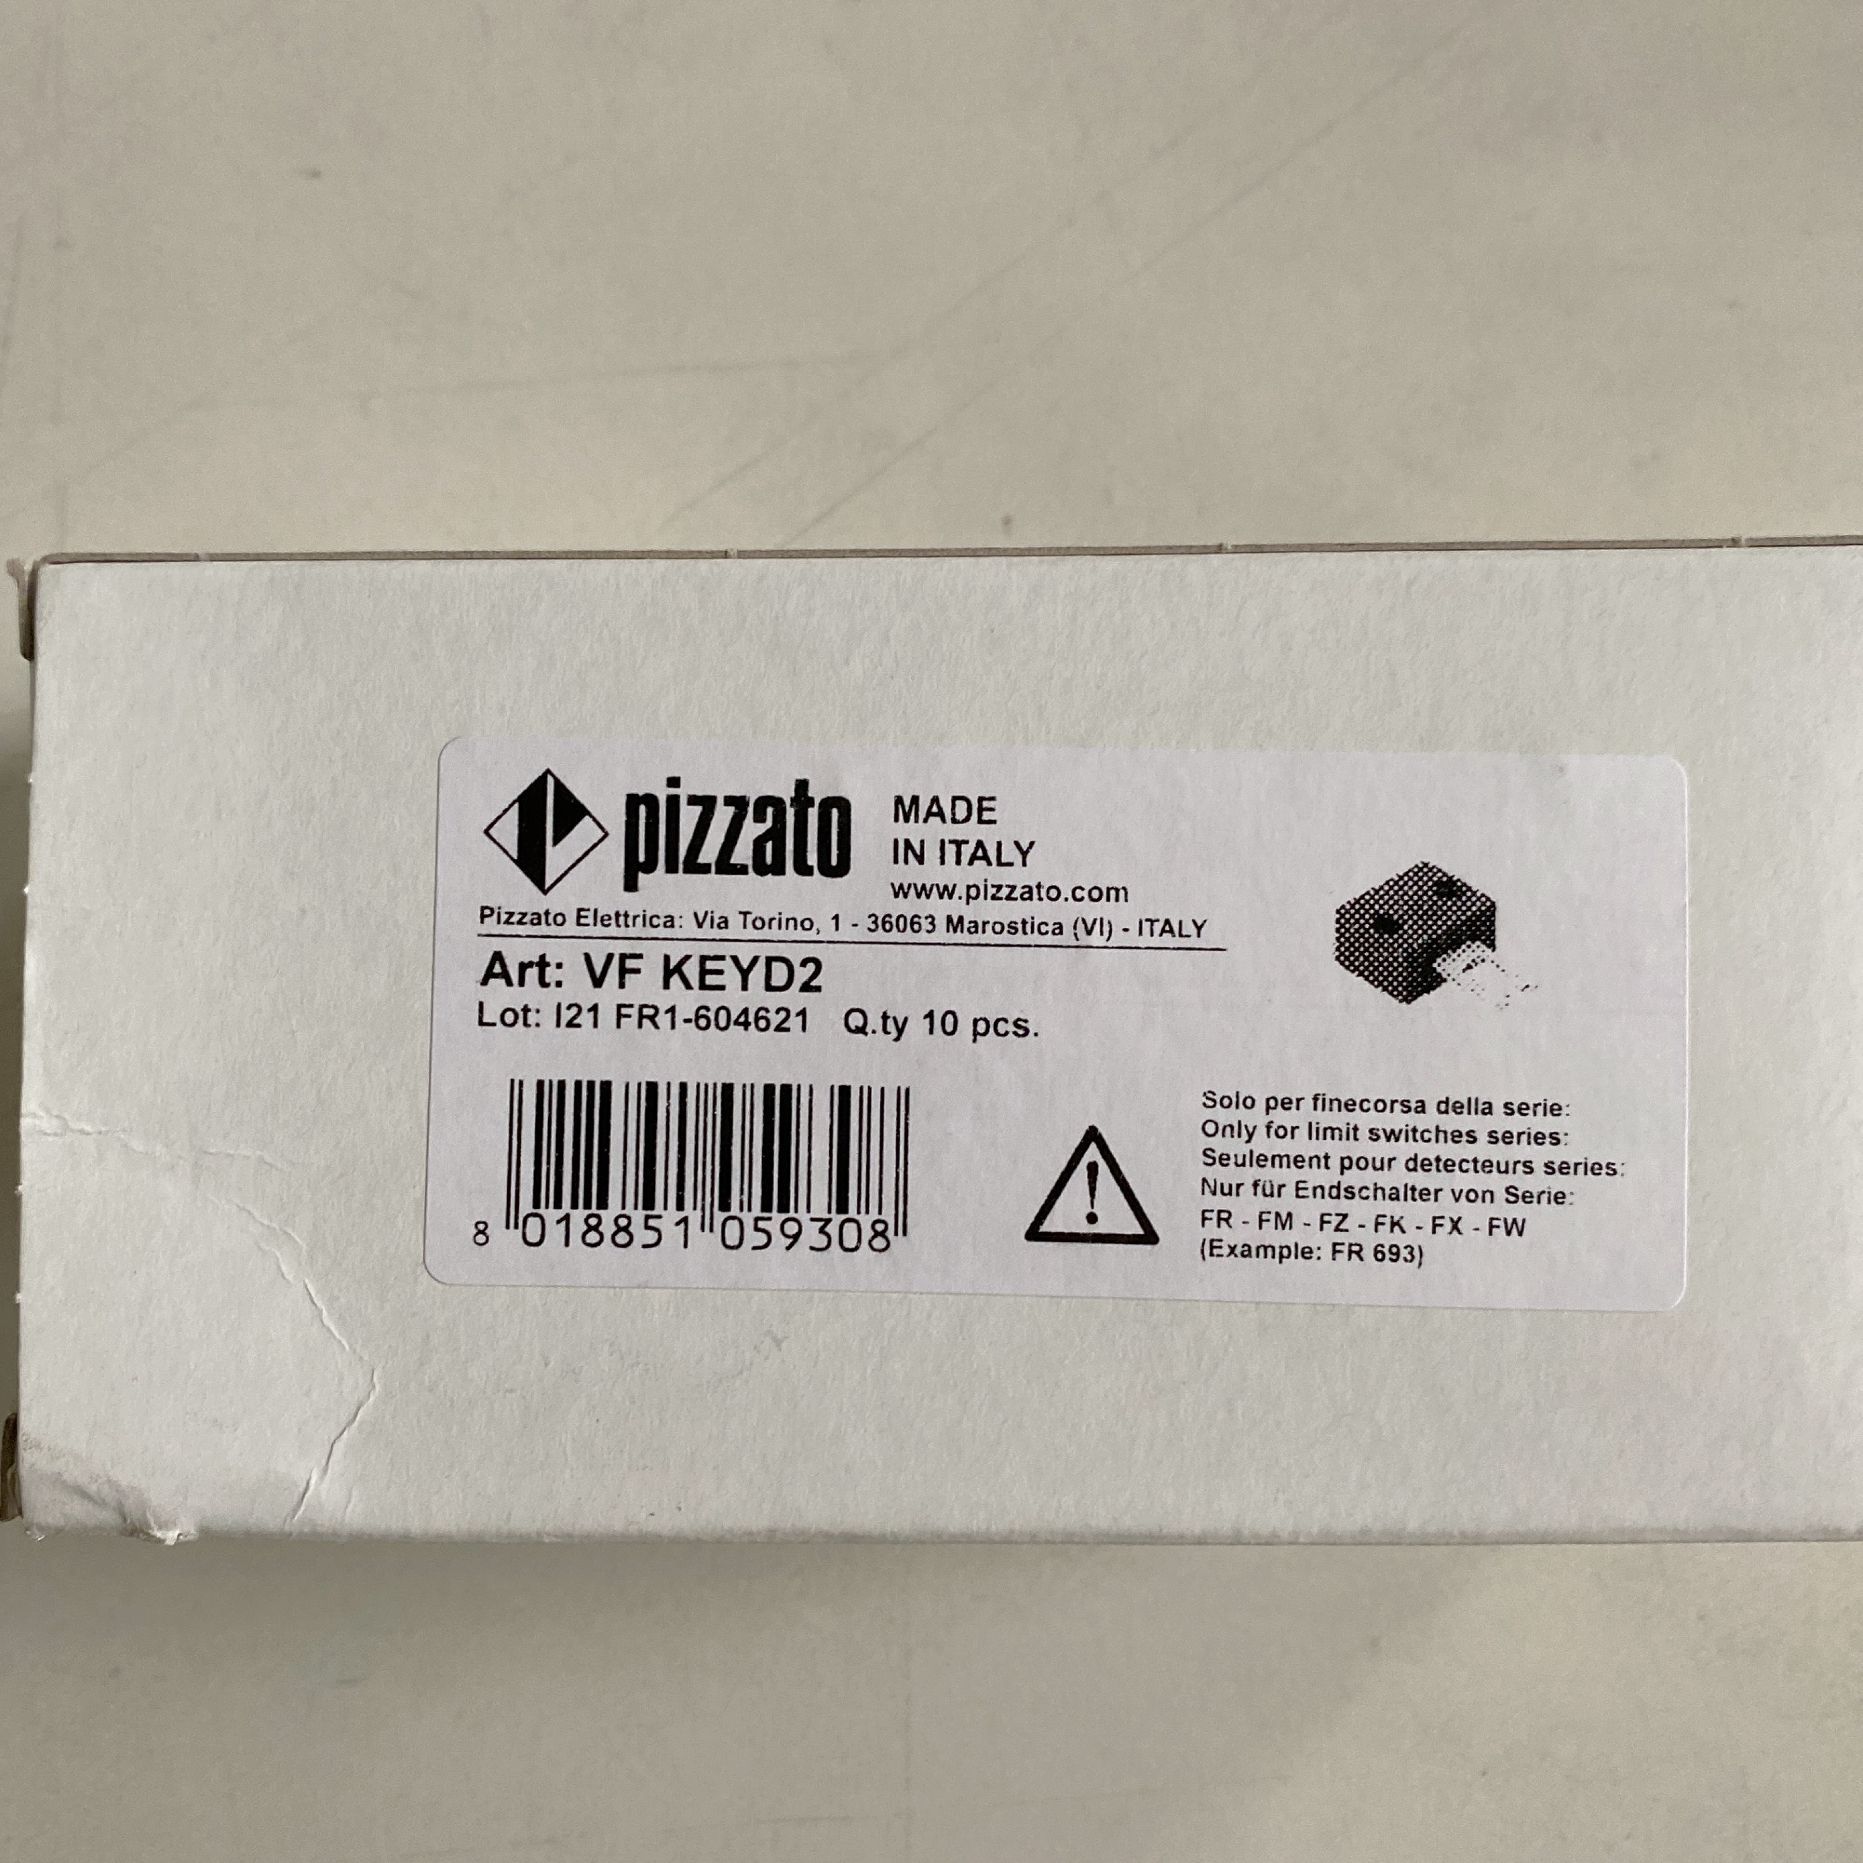 pizzato
MADE
IN ITALY
www.pizzato.com
Pizzato Elettrica: Via Torino, 1 - 36063 Marostica (VI) - ITALY
Art: VF KEYD2
Lot: I21 FR1-604621 Q.ty 10 pcs.
8 018851 059308
Solo per finecorsa della serie:
Only for limit switches series:
Seulement pour detecteurs series:
Nur für Endschalter von Serie:
FR - FM - FZ - FK - FX - FW
(Example: FR 693)